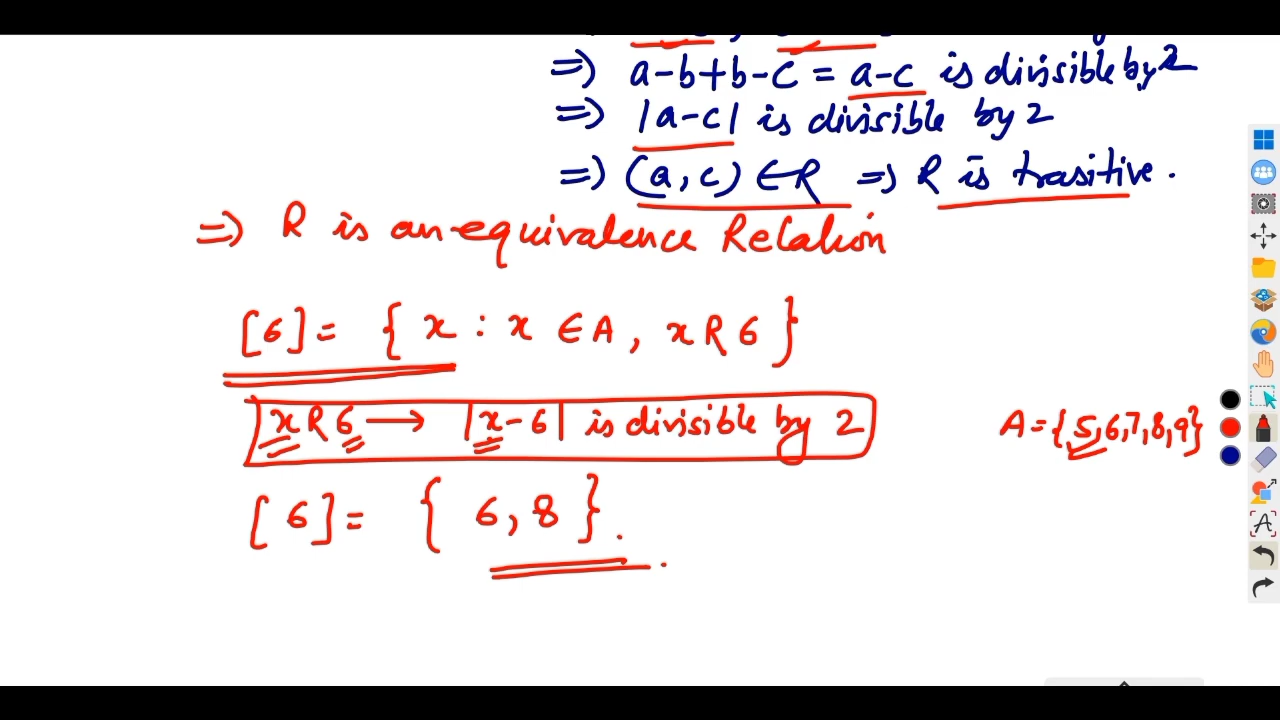 => a-b+b-c = a-c is divisible by 2
=> |a-c| is divisible by 2
=> (a,c) ∈ R => R is trasitive.
=> R is an equivalence Relation
[6] = { x : x ∈ A, x R 6 }
x R 6 → |x-6| is divisible by 2
A = {5,6,7,8,9}
[6] = { 6, 8 }.